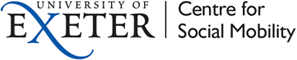 UNIVERSITY OF
EXETER
Centre for
Social Mobility